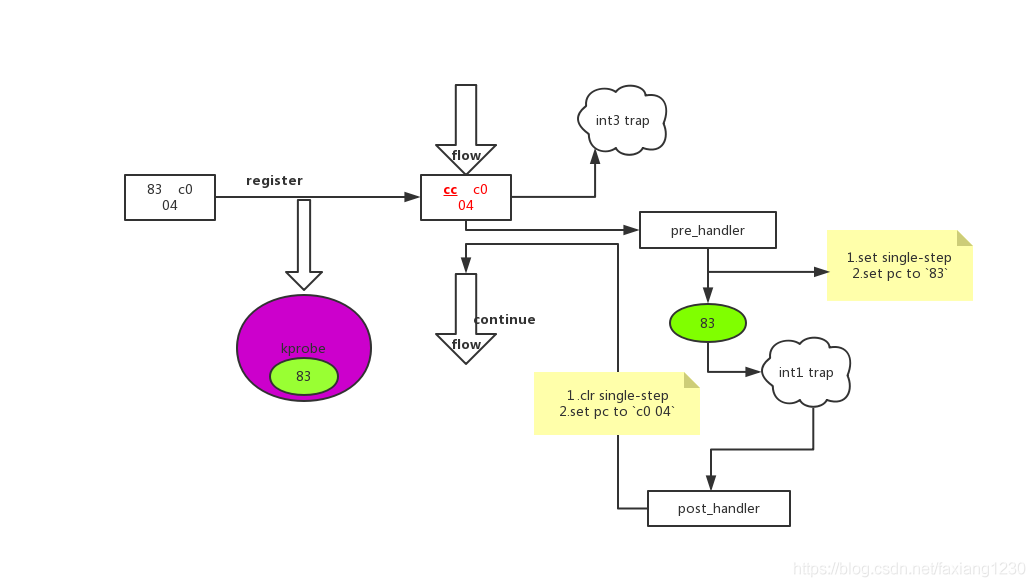 int3 trap
flow
register
83 c0
04
cc c0
04
pre_handler
1.set single-step
2.set pc to `83`
continue
83
kprobe
flow
83
int1 trap
1 .clr single-step
2.set pc to `c0 04`
post_handler
https://blog.csdn.net/faxiang1230